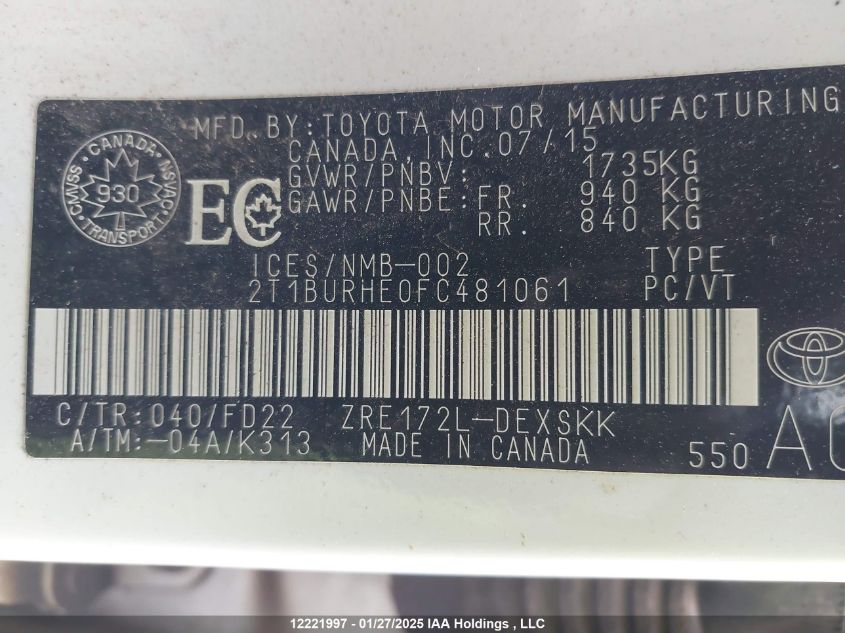 MFD. BY: TOYOTA MOTOR MANUFACTURING
CANADA, INC. 07/15
GVWR/PNBV: 1735KG
GAWR/PNBE: FR. 940 KG
RR. 840 KG
CANADA
CMVSS 930 NSVAC
TRANSPORT
EC
ICES/NMB-002 TYPE
2T1BURHE0FC481061 PC/VT
C/TR: 040/FD22 ZRE172L-DEXSKK
A/TM: -04A/K313 MADE IN CANADA 550
12221997 - 01/27/2025 IAA Holdings , LLC